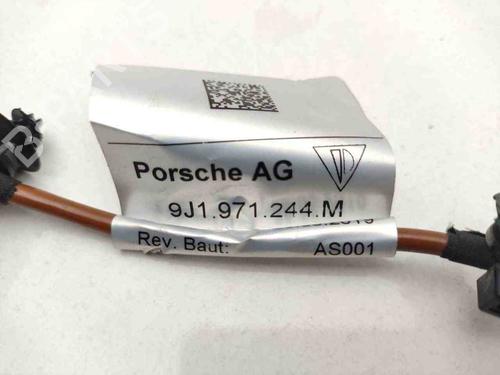 Porsche AG
9J1.971.244.M
Rev. Baut:
AS001